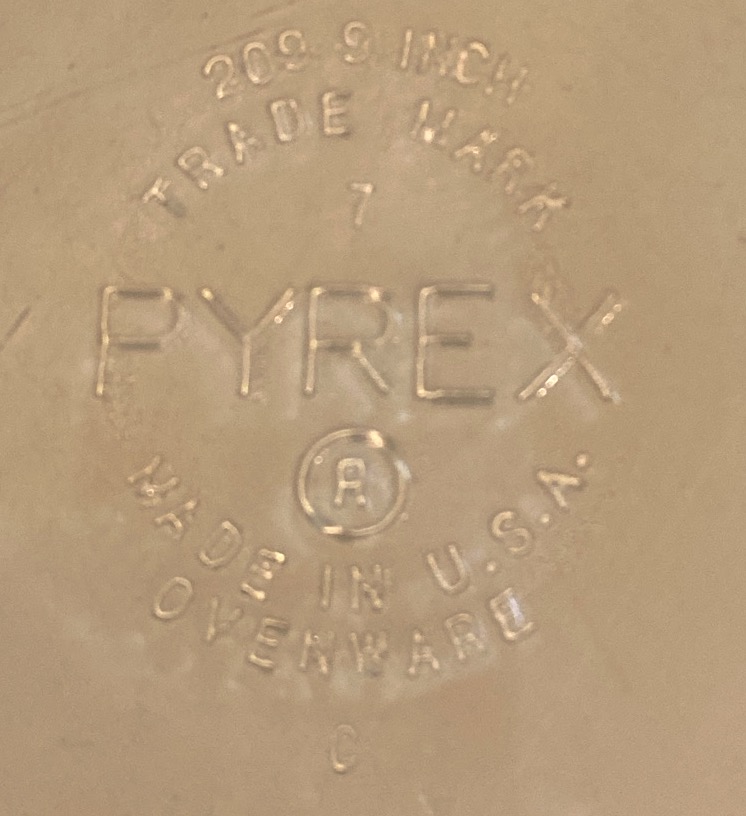 209 9 INCH
TRADE MARK
7
PYREX
®
MADE IN U.S.A.
OVENWARE
C